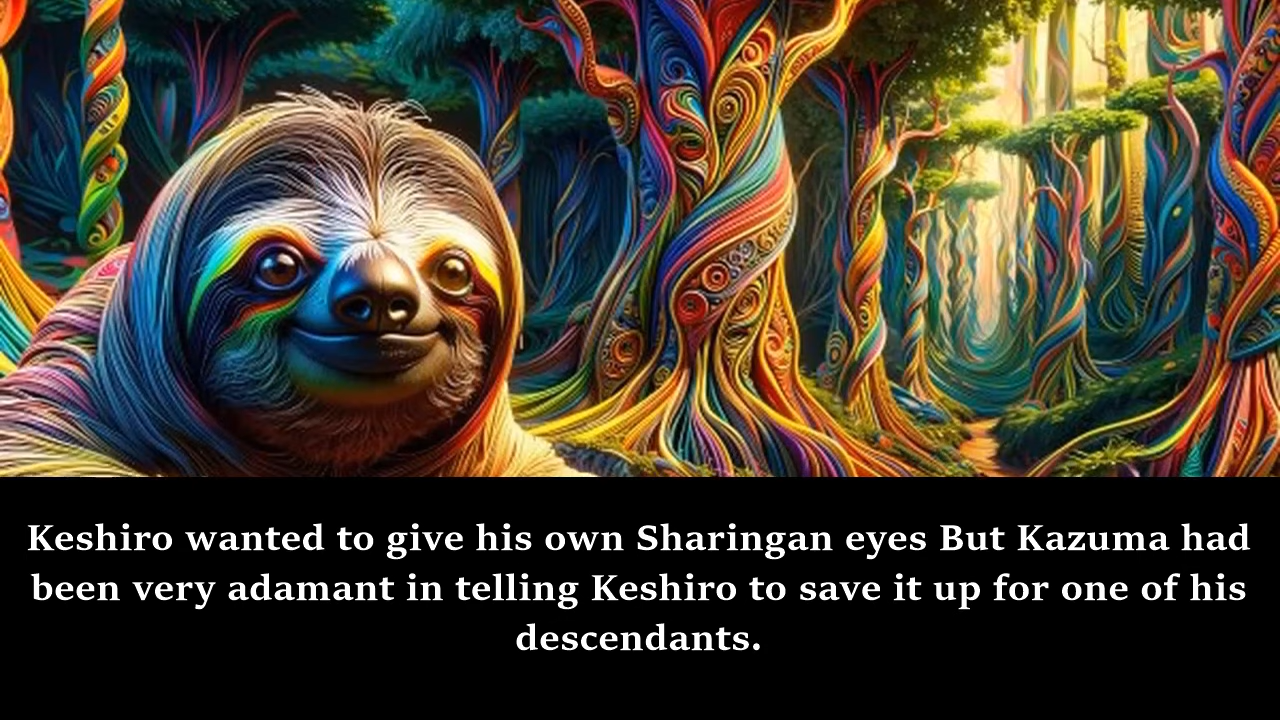 Keshiro wanted to give his own Sharingan eyes But Kazuma had
been very adamant in telling Keshiro to save it up for one of his
descendants.